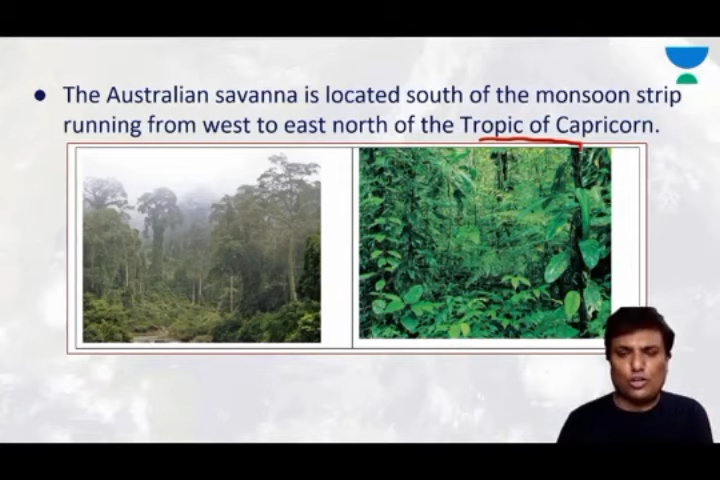 The Australian savanna is located south of the monsoon strip
running from west to east north of the Tropic of Capricorn.